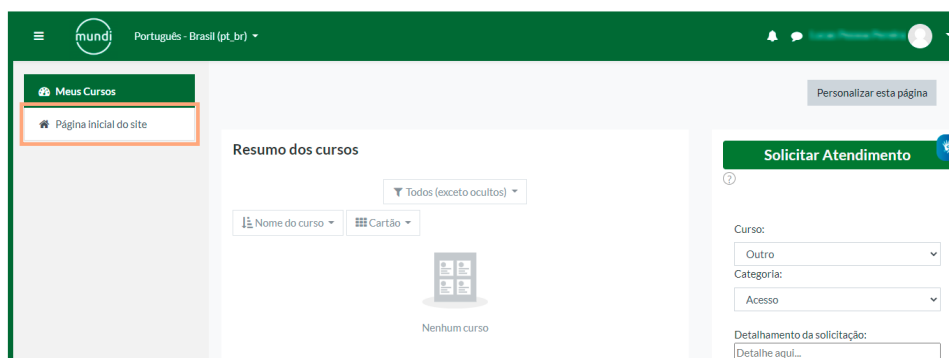 mundi
Português - Brasil (pt_br)
Meus Cursos
Página inicial do site
Personalizar esta página
Resumo dos cursos
Todos (exceto ocultos)
Nome do curso
Cartão
Nenhum curso
Solicitar Atendimento
?
Curso:
Outro
Categoria:
Acesso
Detalhamento da solicitação:
Detalhe aqui...